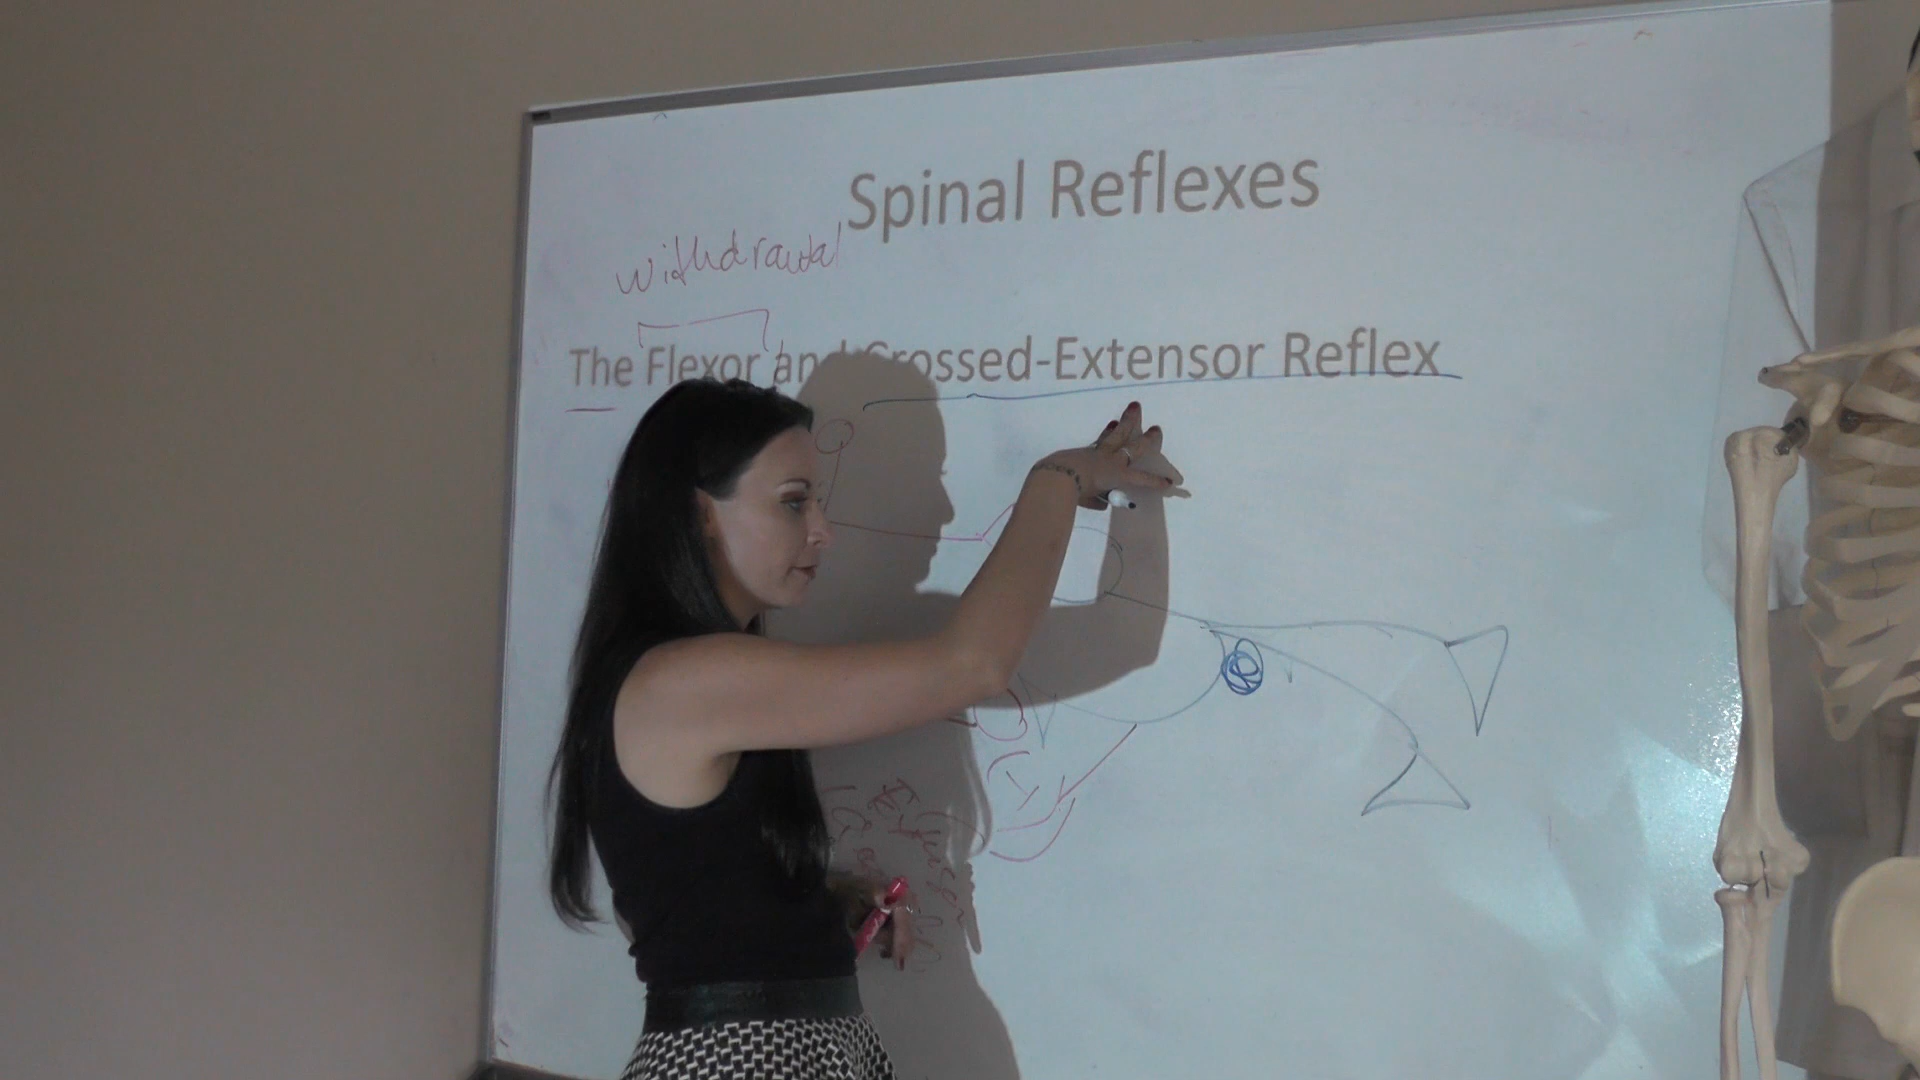 Spinal Reflexes
withdrawal
The Flexor and Crossed-Extensor Reflex